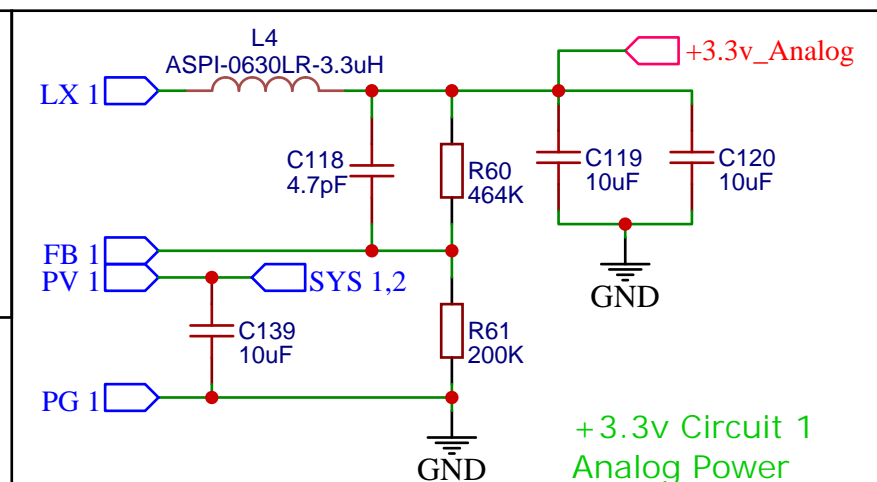 L4
ASPI-0630LR-3.3uH
+3.3v_Analog
LX 1
C118
4.7pF
R60
464K
C119
10uF
C120
10uF
FB 1
PV 1
SYS 1,2
GND
C139
10uF
R61
200K
PG 1
GND
+3.3v Circuit 1
Analog Power